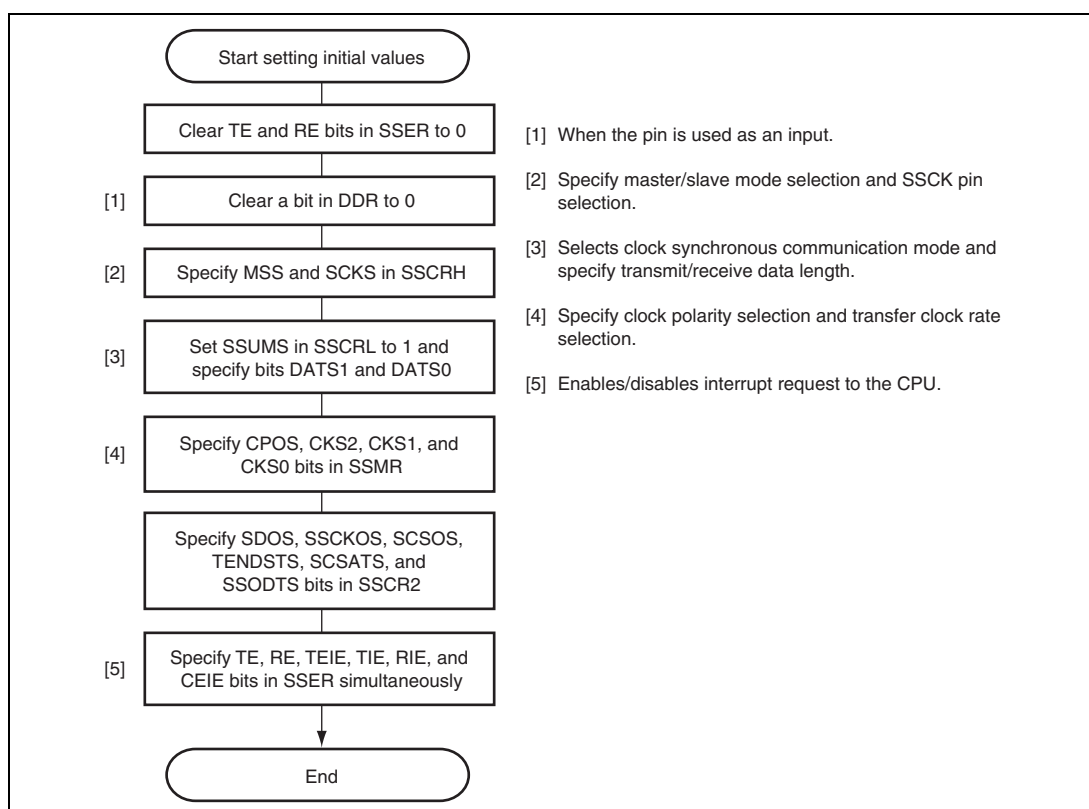 Start setting initial values
Clear TE and RE bits in SSER to 0
[1]
Clear a bit in DDR to 0
[2]
Specify MSS and SCKS in SSCRH
[3]
Set SSUMS in SSCRL to 1 and
specify bits DATS1 and DATS0
[4]
Specify CPOS, CKS2, CKS1, and
CKS0 bits in SSMR
Specify SDOS, SSCKOS, SCSOS,
TENDSTS, SCSATS, and
SSODTS bits in SSCR2
[5]
Specify TE, RE, TEIE, TIE, RIE, and
CEIE bits in SSER simultaneously
End
[1] When the pin is used as an input.
[2] Specify master/slave mode selection and SSCK pin
selection.
[3] Selects clock synchronous communication mode and
specify transmit/receive data length.
[4] Specify clock polarity selection and transfer clock rate
selection.
[5] Enables/disables interrupt request to the CPU.